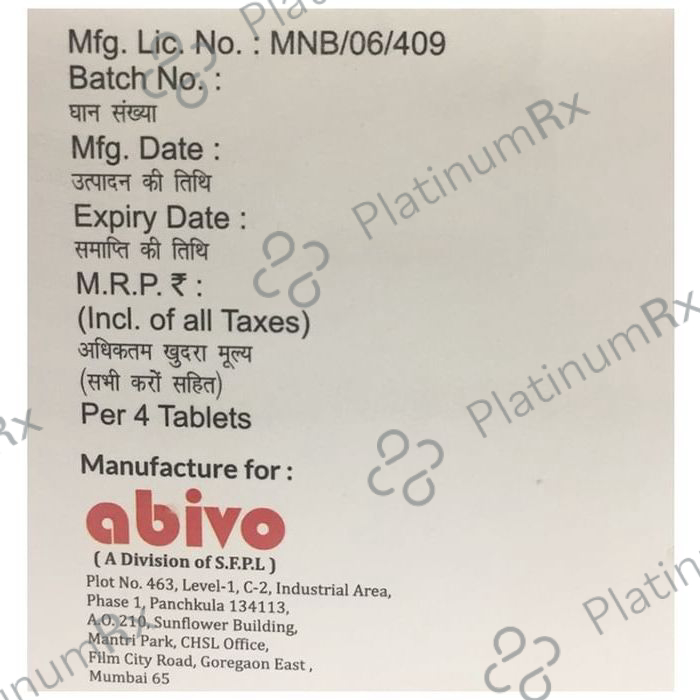 Mfg. Lic. No. : MNB/06/409
Batch No. :
घान संख्या
Mfg. Date :
उत्पादन की तिथि
Expiry Date :
समाप्ति की तिथि
M.R.P. ₹ :
(Incl. of all Taxes)
अधिकतम खुदरा मूल्य
(सभी करों सहित)
Per 4 Tablets
Manufacture for :
abivo
( A Division of S.F.P.L )
Plot No. 463, Level-1, C-2, Industrial Area,
Phase 1, Panchkula 134113,
A.O. 210, Sunflower Building,
Mantri Park, CHSL Office,
Film City Road, Goregaon East ,
Mumbai 65
PlatinumRx
PlatinumRx